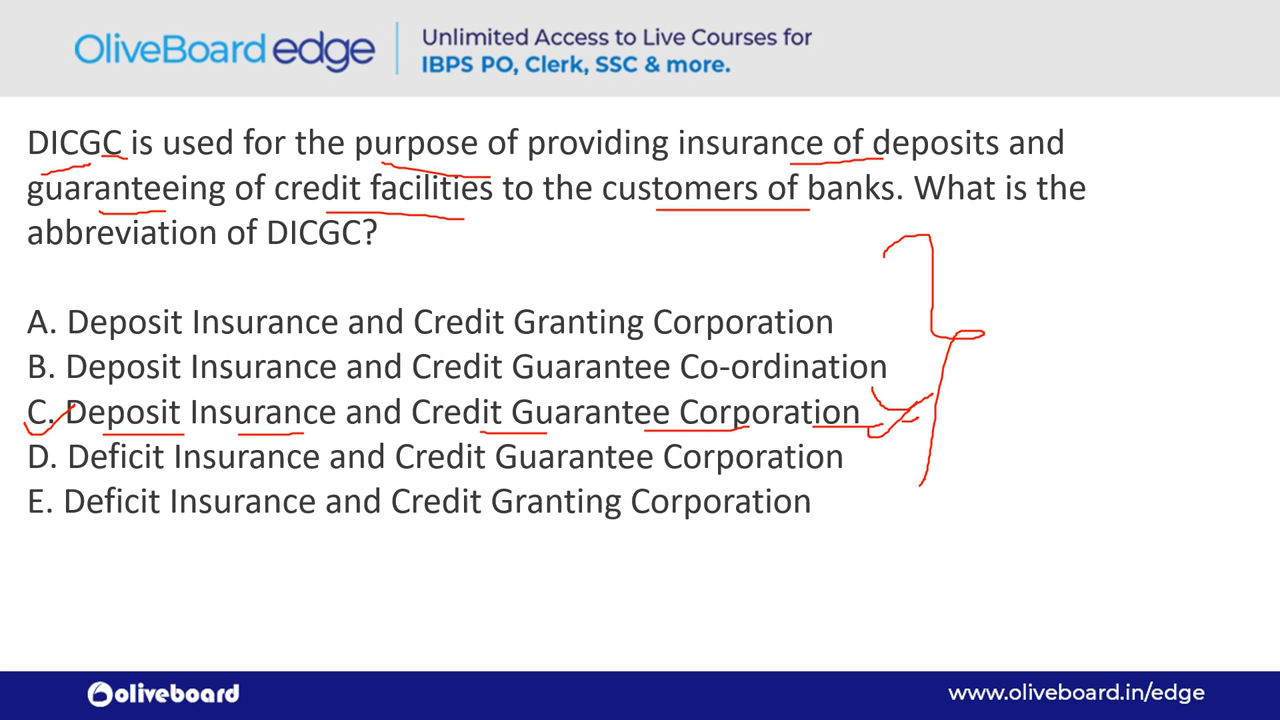 OliveBoard edge
Unlimited Access to Live Courses for
IBPS PO, Clerk, SSC & more.
DICGC is used for the purpose of providing insurance of deposits and
guaranteeing of credit facilities to the customers of banks. What is the
abbreviation of DICGC?
A. Deposit Insurance and Credit Granting Corporation
B. Deposit Insurance and Credit Guarantee Co-ordination
C. Deposit Insurance and Credit Guarantee Corporation
D. Deficit Insurance and Credit Guarantee Corporation
E. Deficit Insurance and Credit Granting Corporation
oliveboard
www.oliveboard.in/edge